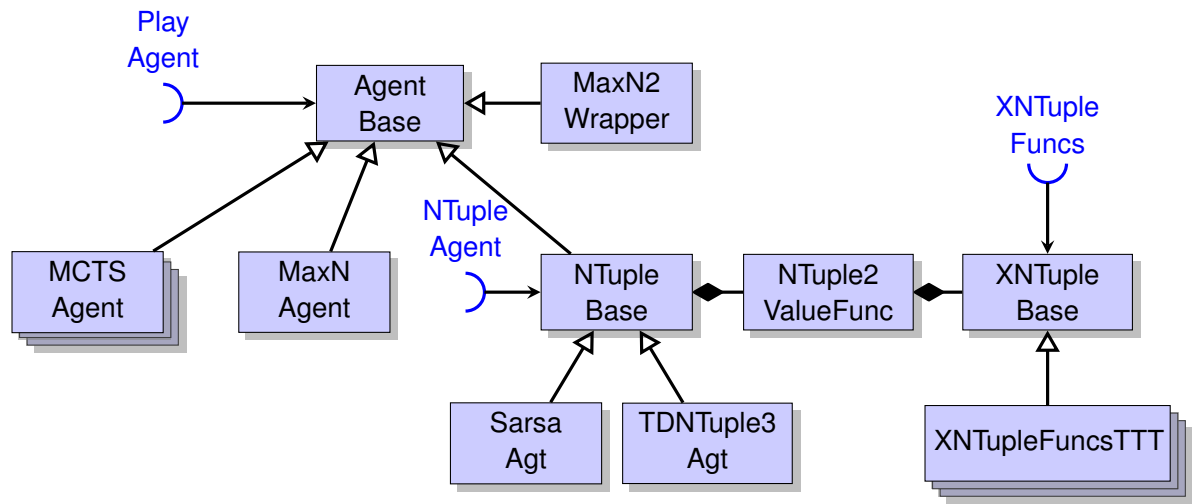 Play
Agent
Agent
Base
MaxN2
Wrapper
XNTuple
Funcs
NTuple
Agent
MCTS
Agent
MaxN
Agent
NTuple
Base
NTuple2
ValueFunc
XNTuple
Base
Sarsa
Agt
TDNTuple3
Agt
XNTupleFuncsTTT